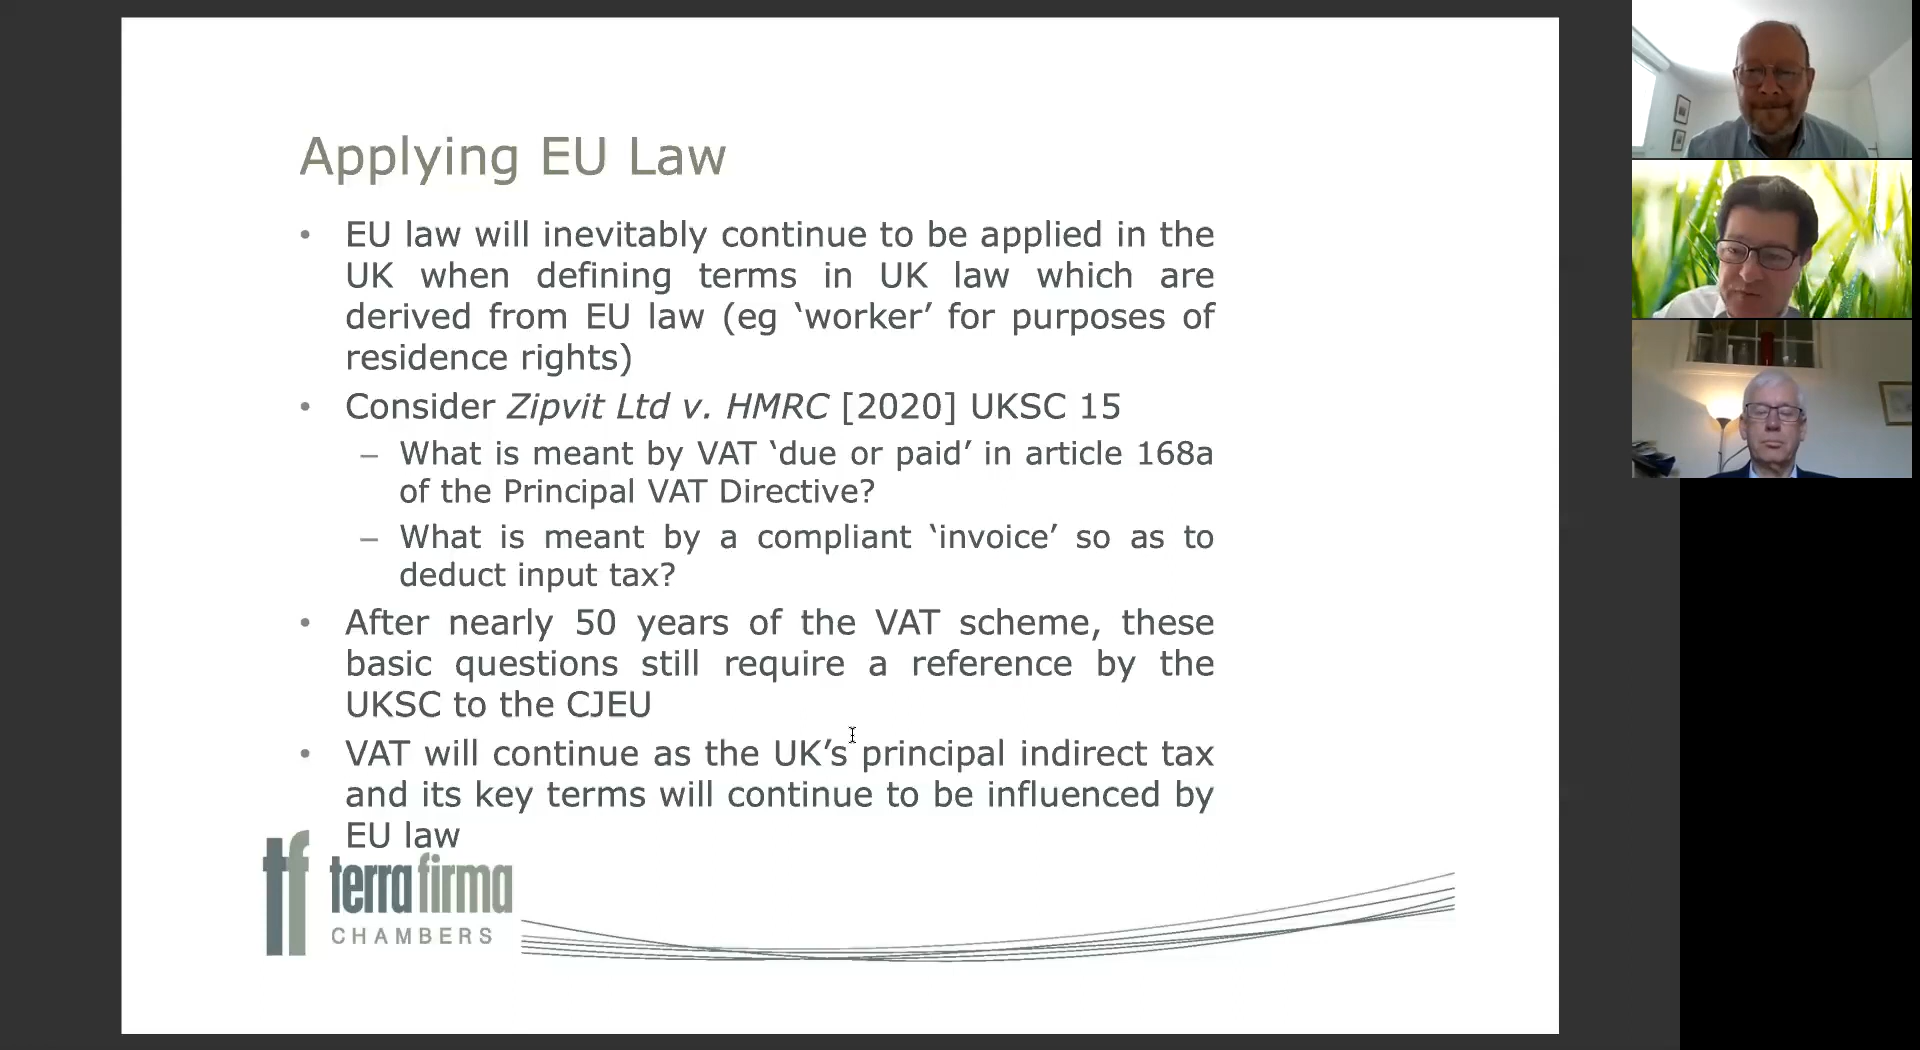 Applying EU Law
• EU law will inevitably continue to be applied in the
UK when defining terms in UK law which are
derived from EU law (eg ‘worker’ for purposes of
residence rights)
• Consider Zipvit Ltd v. HMRC [2020] UKSC 15
– What is meant by VAT ‘due or paid’ in article 168a
of the Principal VAT Directive?
– What is meant by a compliant ‘invoice’ so as to
deduct input tax?
• After nearly 50 years of the VAT scheme, these
basic questions still require a reference by the
UKSC to the CJEU
• VAT will continue as the UK’s principal indirect tax
and its key terms will continue to be influenced by
EU law
tf terra firma
CHAMBERS